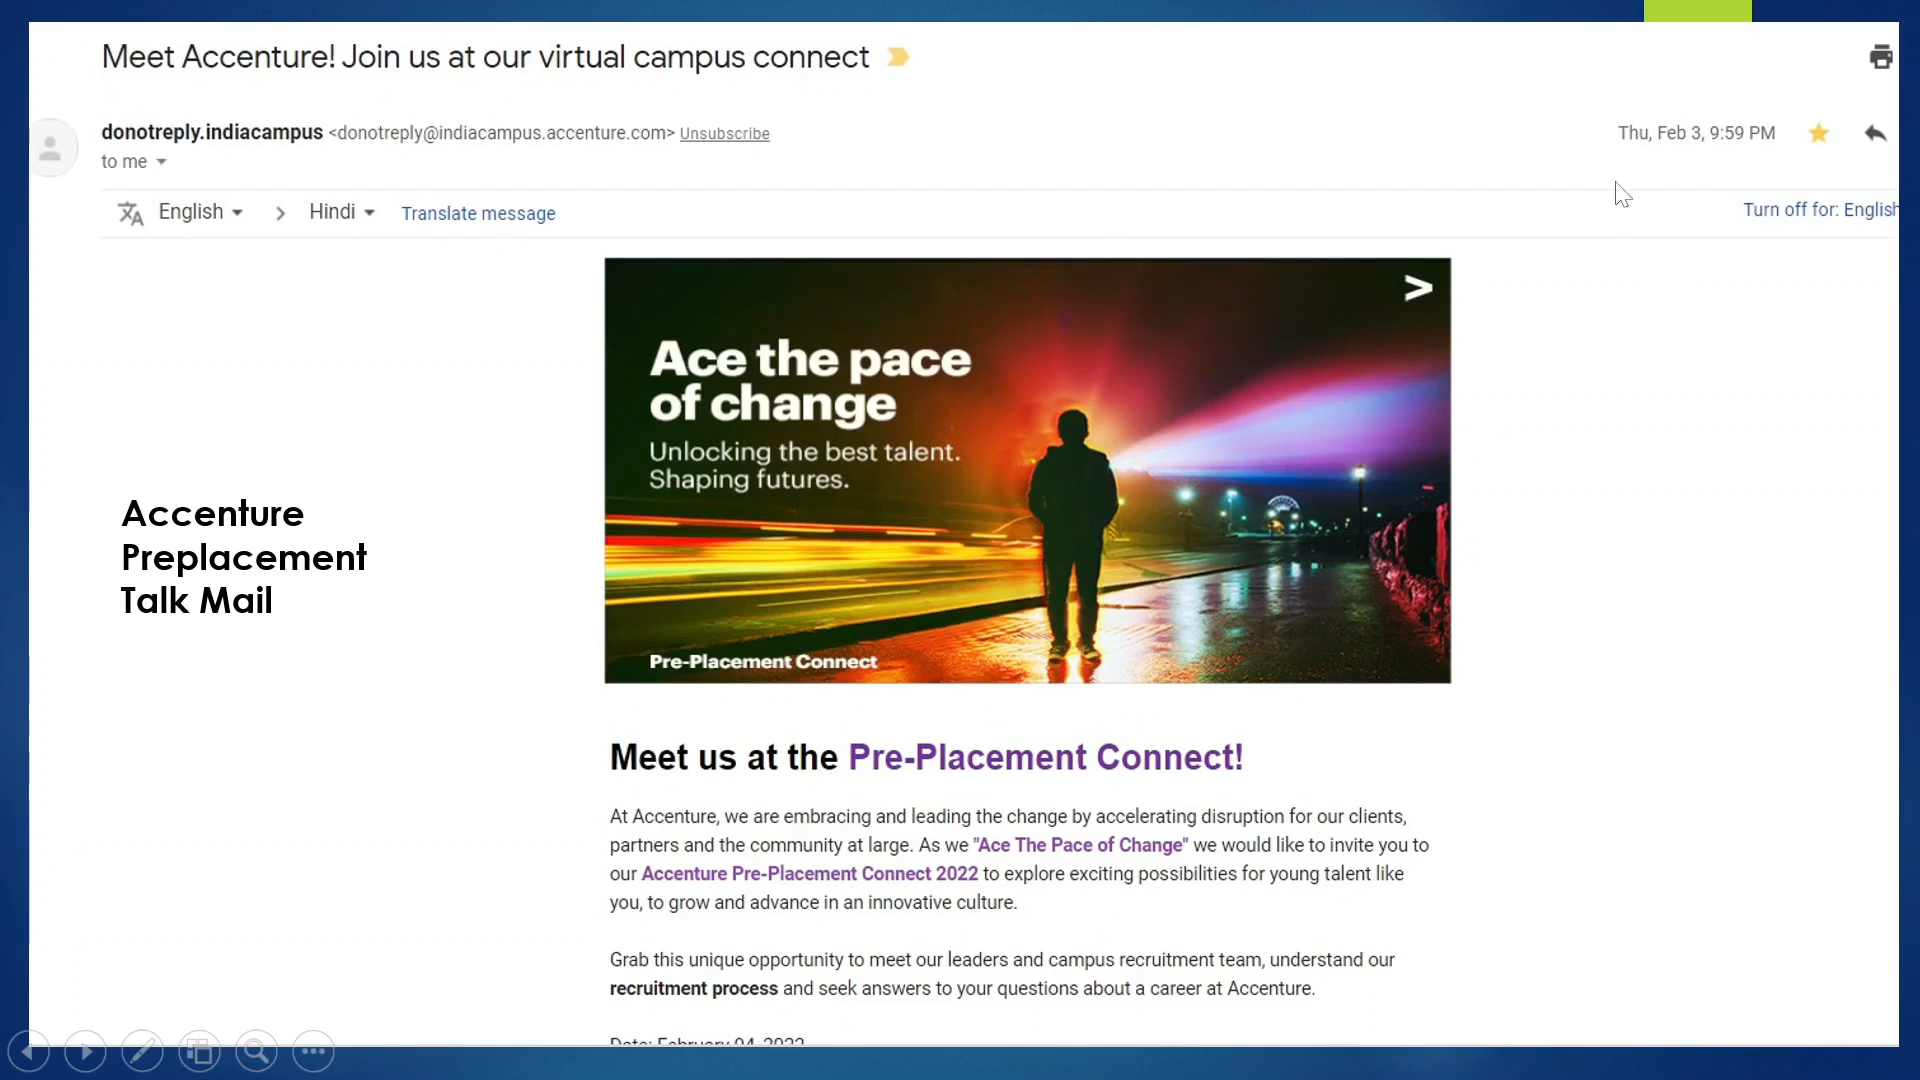 Meet Accenture! Join us at our virtual campus connect
donotreply.indiacampus <donotreply@indiacampus.accenture.com> Unsubscribe
Thu, Feb 3, 9:59 PM
to me
English > Hindi Translate message
Turn off for: English
>
Ace the pace
of change
Unlocking the best talent.
Shaping futures.
Pre-Placement Connect
Accenture
Preplacement
Talk Mail
Meet us at the Pre-Placement Connect!
At Accenture, we are embracing and leading the change by accelerating disruption for our clients,
partners and the community at large. As we "Ace The Pace of Change" we would like to invite you to
our Accenture Pre-Placement Connect 2022 to explore exciting possibilities for young talent like
you, to grow and advance in an innovative culture.
Grab this unique opportunity to meet our leaders and campus recruitment team, understand our
recruitment process and seek answers to your questions about a career at Accenture.
Date: February 04, 2022